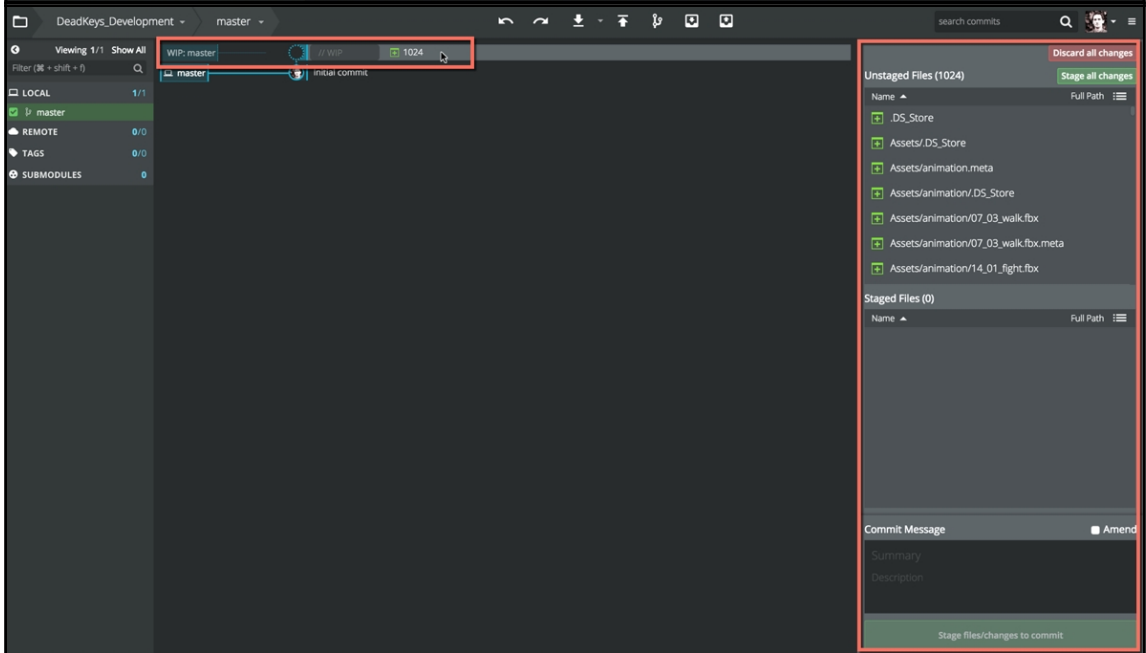 DeadKeys_Development
master
search commits
Viewing 1/1 Show All
Filter (⌘ + shift + f)
LOCAL 1/1
master
REMOTE 0/0
TAGS 0/0
SUBMODULES 0
WIP: master
// WIP
1024
master
initial commit
Discard all changes
Unstaged Files (1024)
Stage all changes
Name Full Path
.DS_Store
Assets/.DS_Store
Assets/animation.meta
Assets/animation/.DS_Store
Assets/animation/07_03_walk.fbx
Assets/animation/07_03_walk.fbx.meta
Assets/animation/14_01_fight.fbx
Staged Files (0)
Name Full Path
Commit Message
Amend
Summary
Description
Stage files/changes to commit